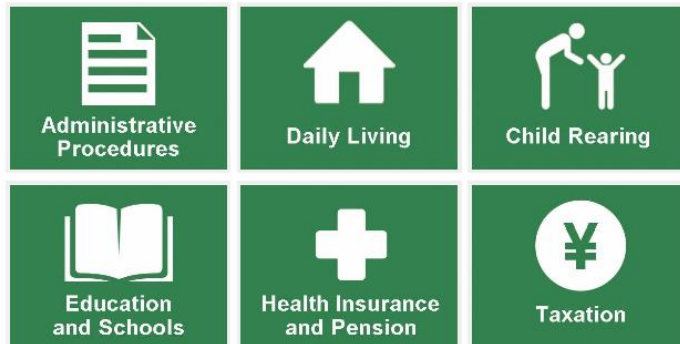 Administrative
Procedures
Daily Living
Child Rearing
Education
and Schools
Health Insurance
and Pension
¥
Taxation